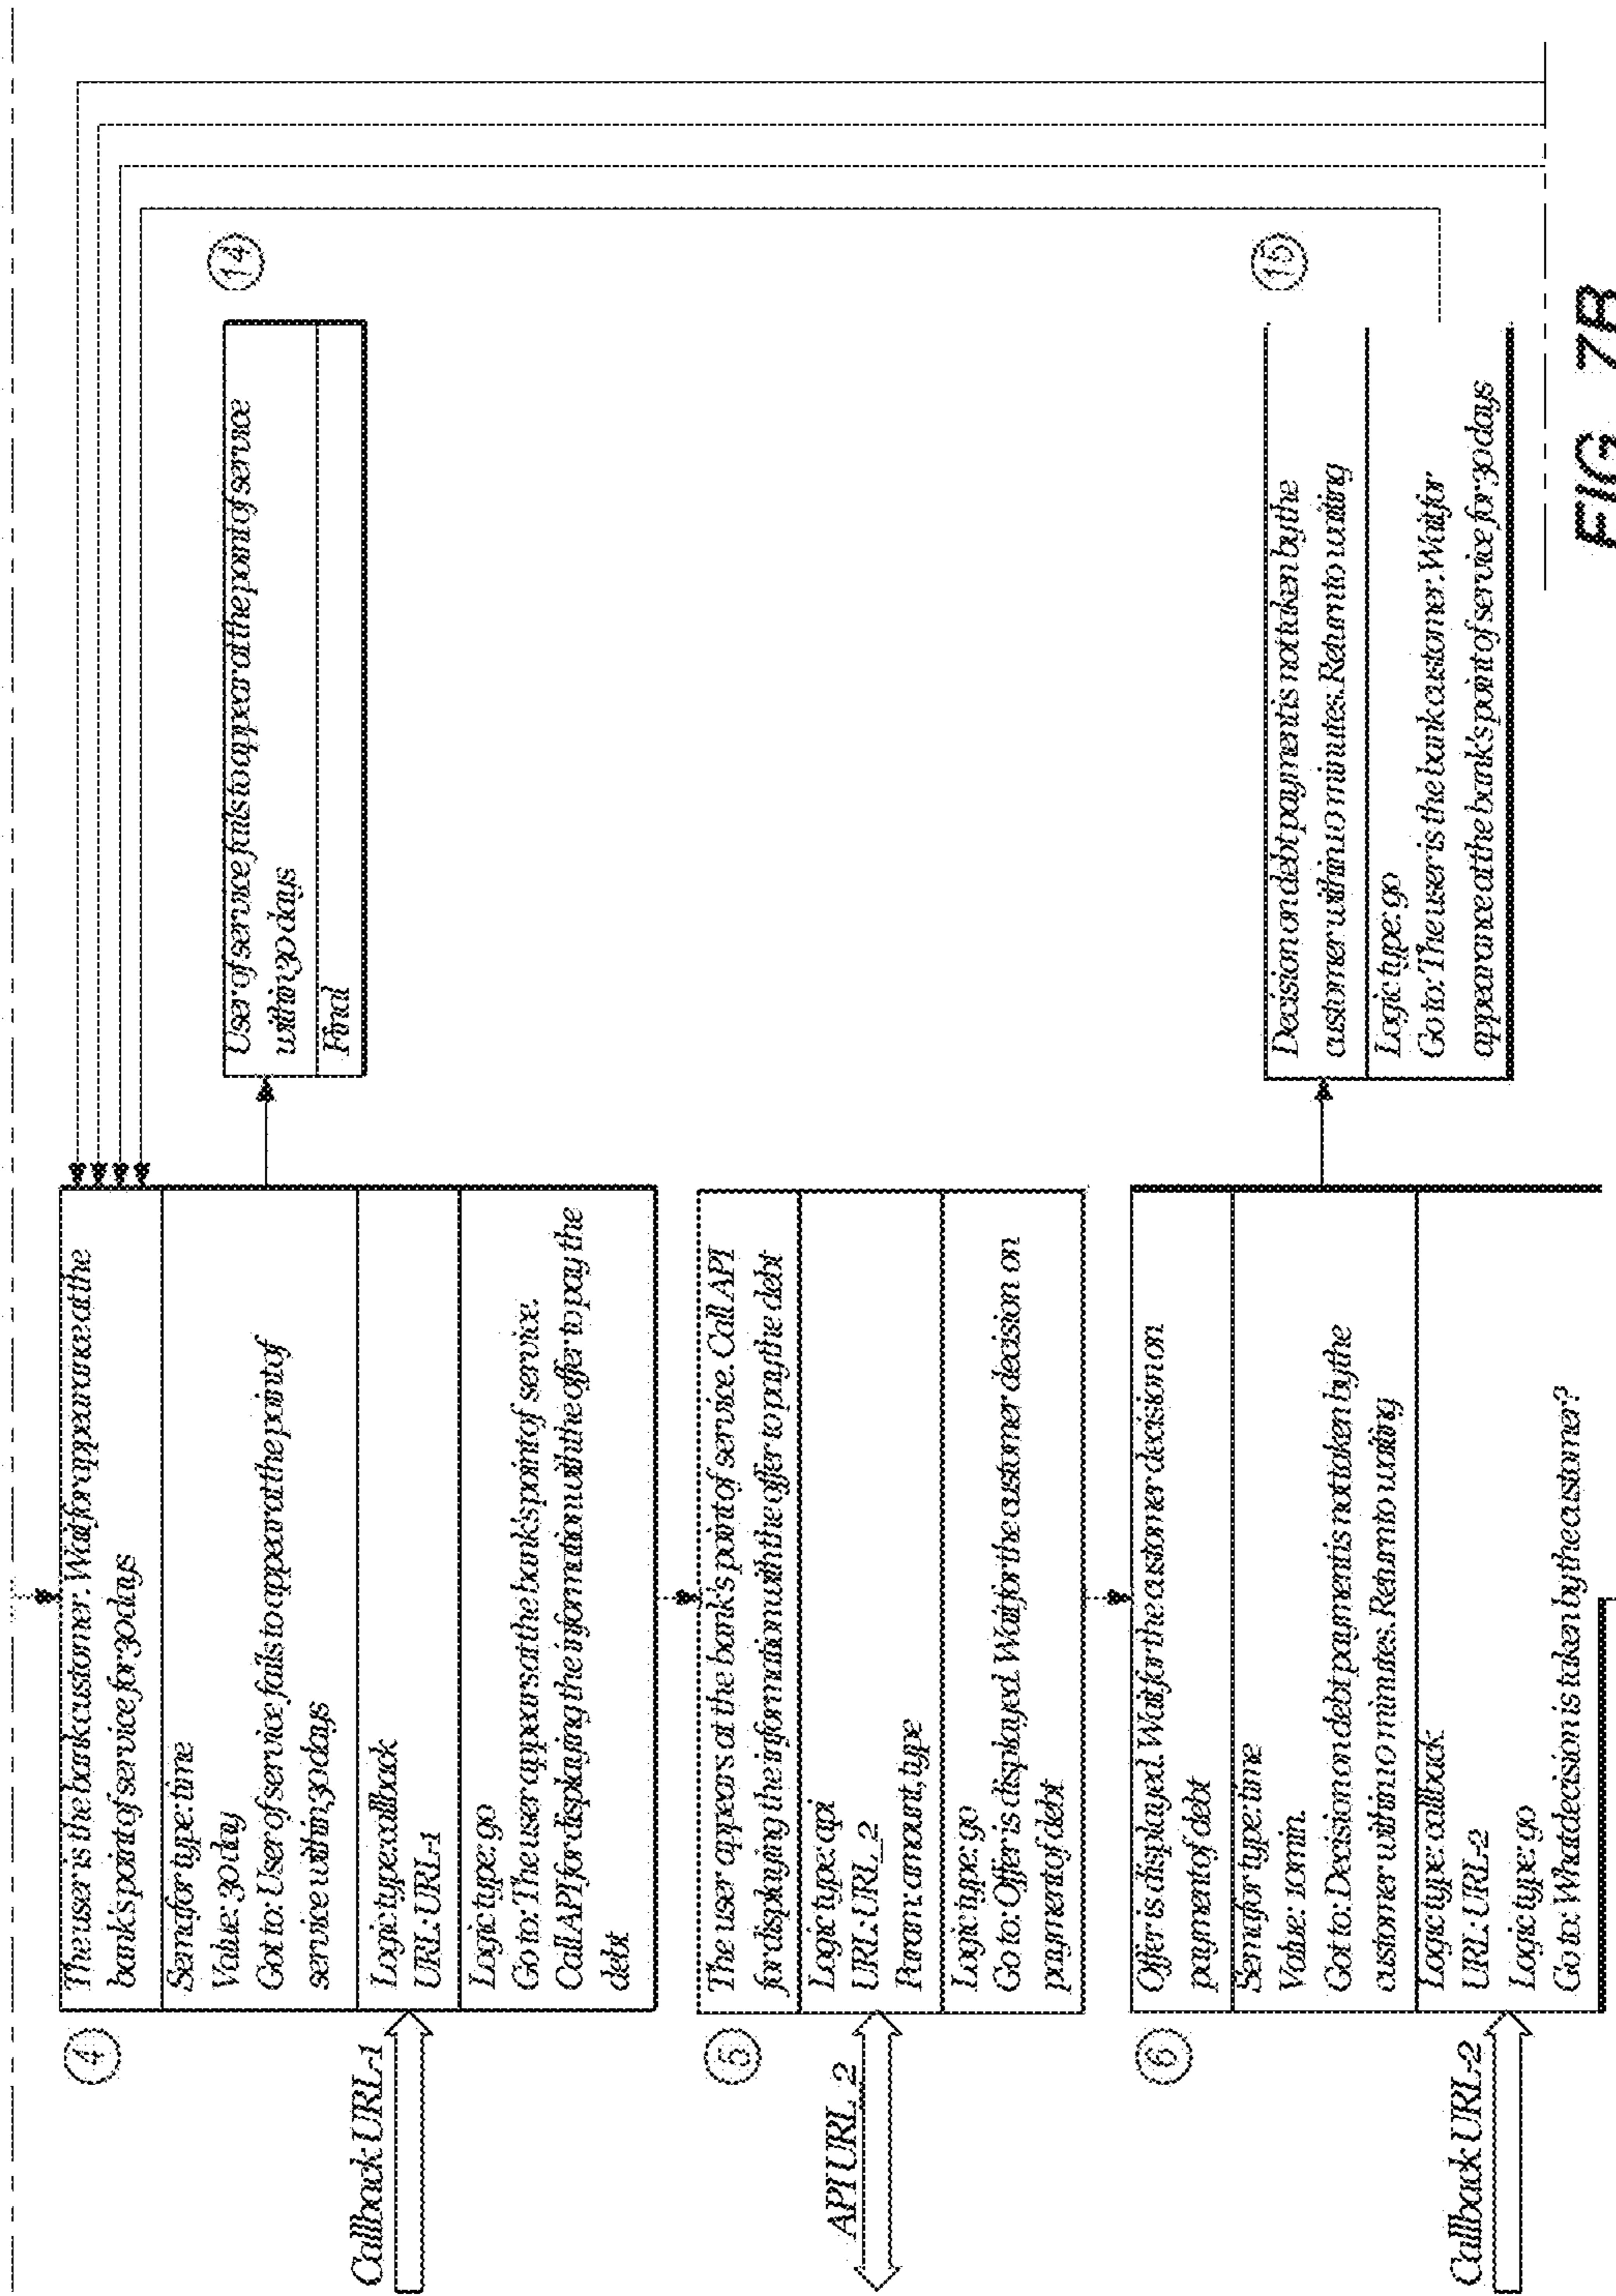 4
The user is the bank customer. Wait for appearance at the
bank's point of service for 30 days
Semafor type: time
Value: 30 day
Got to: User of service fails to appear at the point of
service within 30 days
Logic type: callback
URL: URL-1
Logic type: go
Go to: The user appears at the bank's point of service.
Call API for displaying the information with the offer to pay the
debt
Callback URL-1
14
User of service fails to appear at the point of service
within 30 days
Final
5
The user appears at the bank's point of service. Call API
for displaying the information with the offer to pay the debt
Logic type: api
URL: URL_2
Param: amount, type
Logic type: go
Go to: Offer is displayed. Wait for the customer decision on
payment of debt
API URL_2
6
Offer is displayed. Wait for the customer decision on
payment of debt
Semafor type: time
Value: 10 min.
Got to: Decision on debt payment is not taken by the
customer within 10 minutes. Return to waiting
Logic type: callback
URL: URL-2
Logic type: go
Go to: What decision is taken by the customer?
Callback URL-2
15
Decision on debt payment is not taken by the
customer within 10 minutes. Return to waiting
Logic type: go
Go to: The user is the bank customer. Wait for
appearance at the bank's point of service for 30 days
FIG 7B